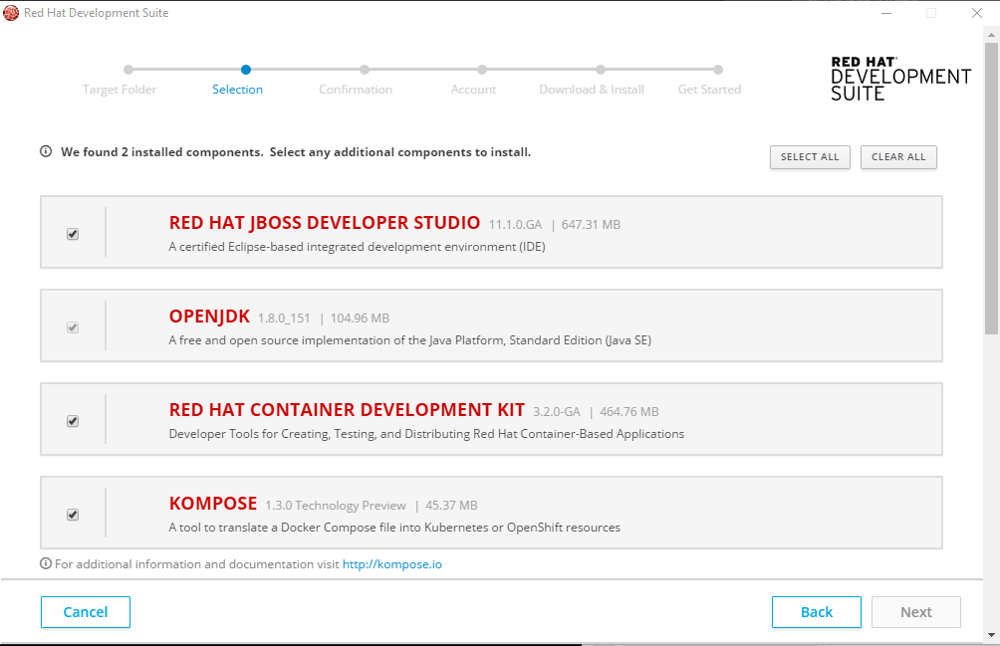 Red Hat Development Suite
RED HAT®
DEVELOPMENT
SUITE
Target Folder
Selection
Confirmation
Account
Download & Install
Get Started
We found 2 installed components. Select any additional components to install.
SELECT ALL
CLEAR ALL
RED HAT JBOSS DEVELOPER STUDIO 11.1.0.GA | 647.31 MB
A certified Eclipse-based integrated development environment (IDE)
OPENJDK 1.8.0_151 | 104.96 MB
A free and open source implementation of the Java Platform, Standard Edition (Java SE)
RED HAT CONTAINER DEVELOPMENT KIT 3.2.0-GA | 464.76 MB
Developer Tools for Creating, Testing, and Distributing Red Hat Container-Based Applications
KOMPOSE 1.3.0 Technology Preview | 45.37 MB
A tool to translate a Docker Compose file into Kubernetes or OpenShift resources
For additional information and documentation visit http://kompose.io
Cancel
Back
Next